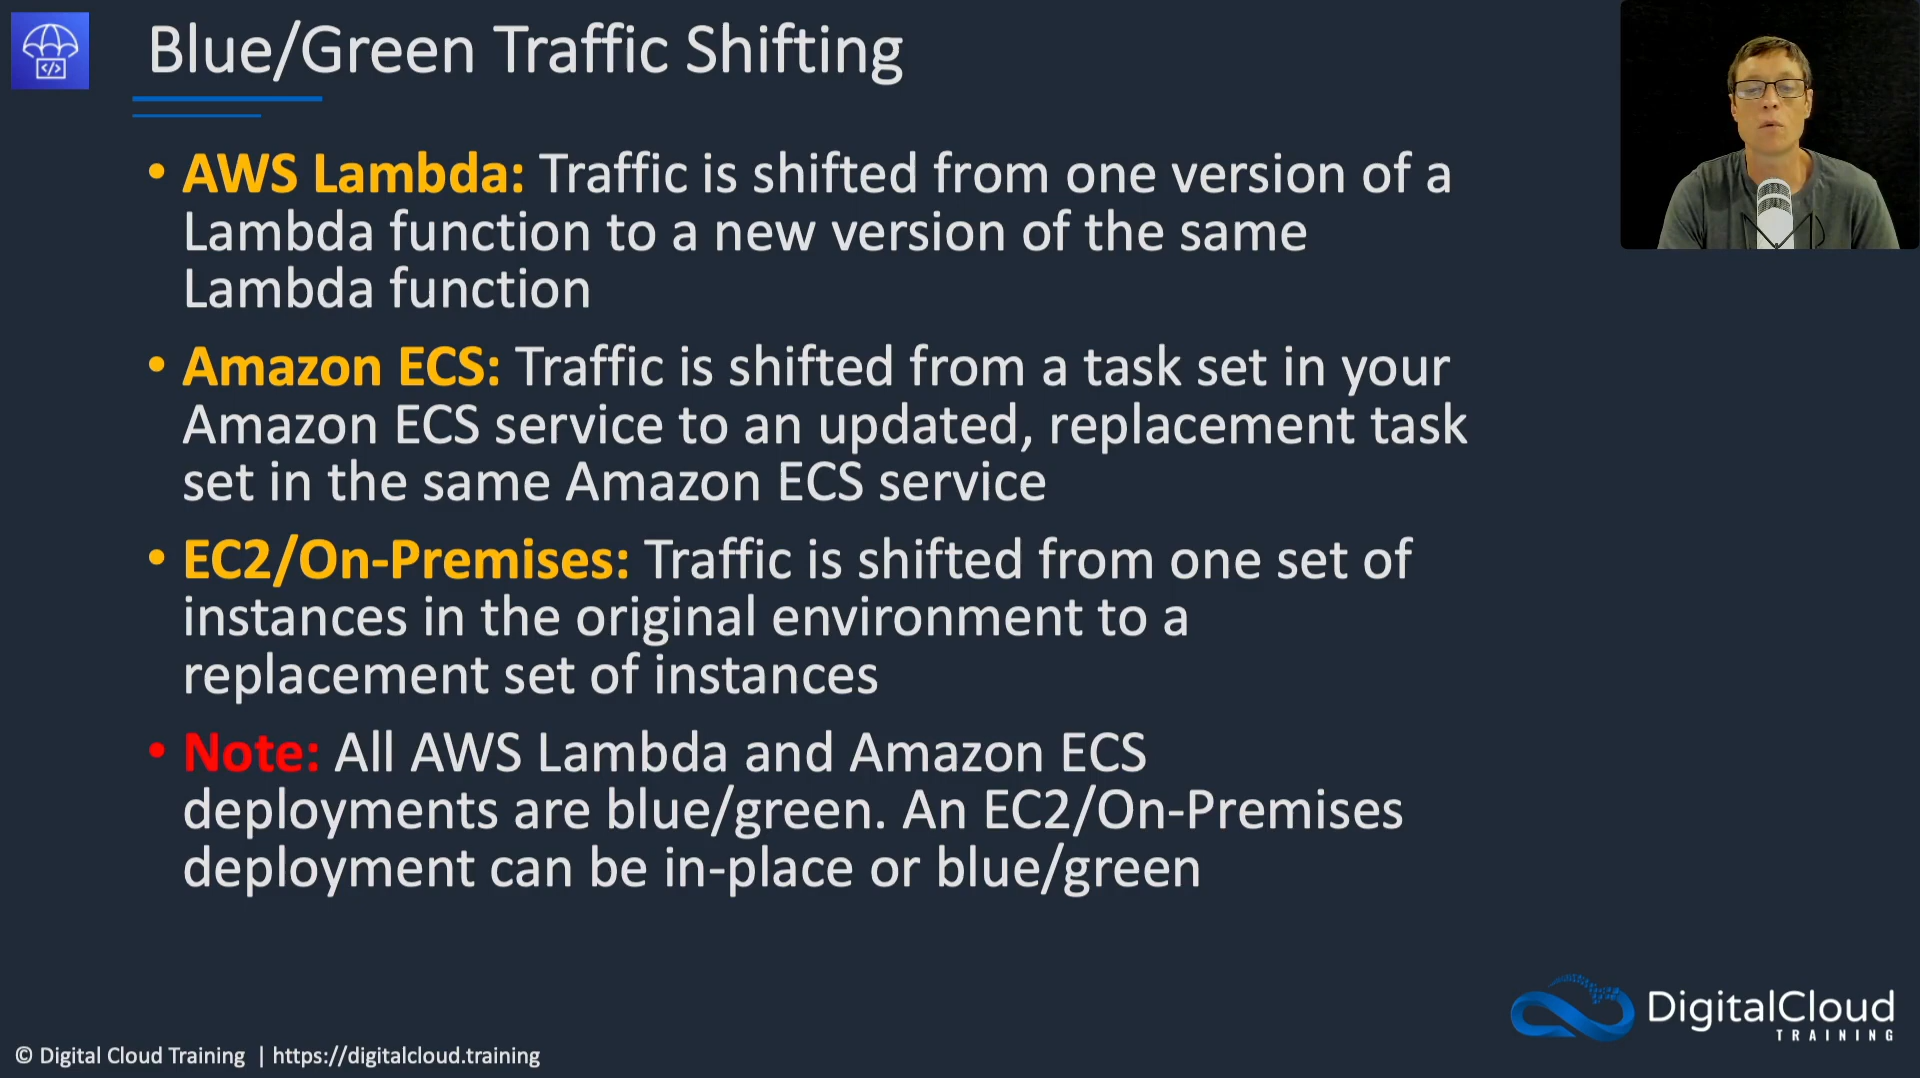 Blue/Green Traffic Shifting
• AWS Lambda: Traffic is shifted from one version of a
Lambda function to a new version of the same
Lambda function
• Amazon ECS: Traffic is shifted from a task set in your
Amazon ECS service to an updated, replacement task
set in the same Amazon ECS service
• EC2/On-Premises: Traffic is shifted from one set of
instances in the original environment to a
replacement set of instances
• Note: All AWS Lambda and Amazon ECS
deployments are blue/green. An EC2/On-Premises
deployment can be in-place or blue/green
DigitalCloud
TRAINING
© Digital Cloud Training | https://digitalcloud.training